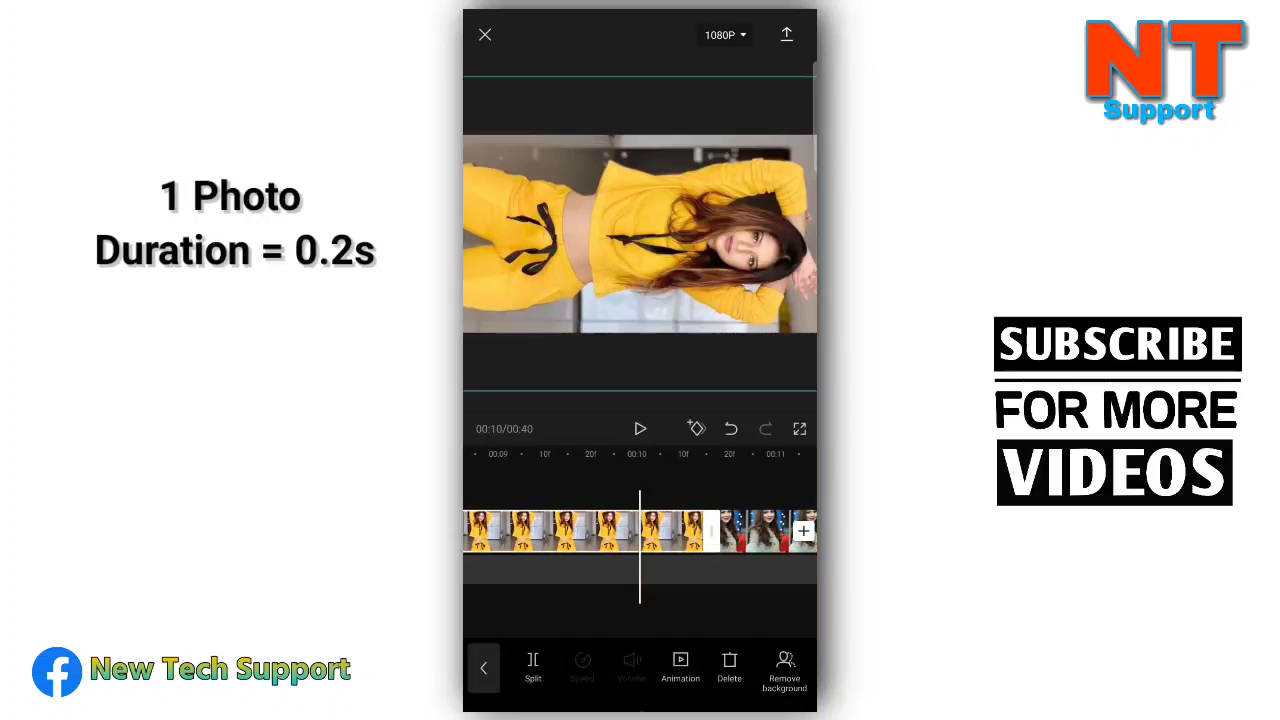 1080P
NT
Support
1 Photo
Duration = 0.2s
SUBSCRIBE
FOR MORE
VIDEOS
00:10/00:40
00:09
10f
20f
00:10
10f
20f
00:11
Split
Speed
Volume
Animation
Delete
Remove
background
New Tech Support